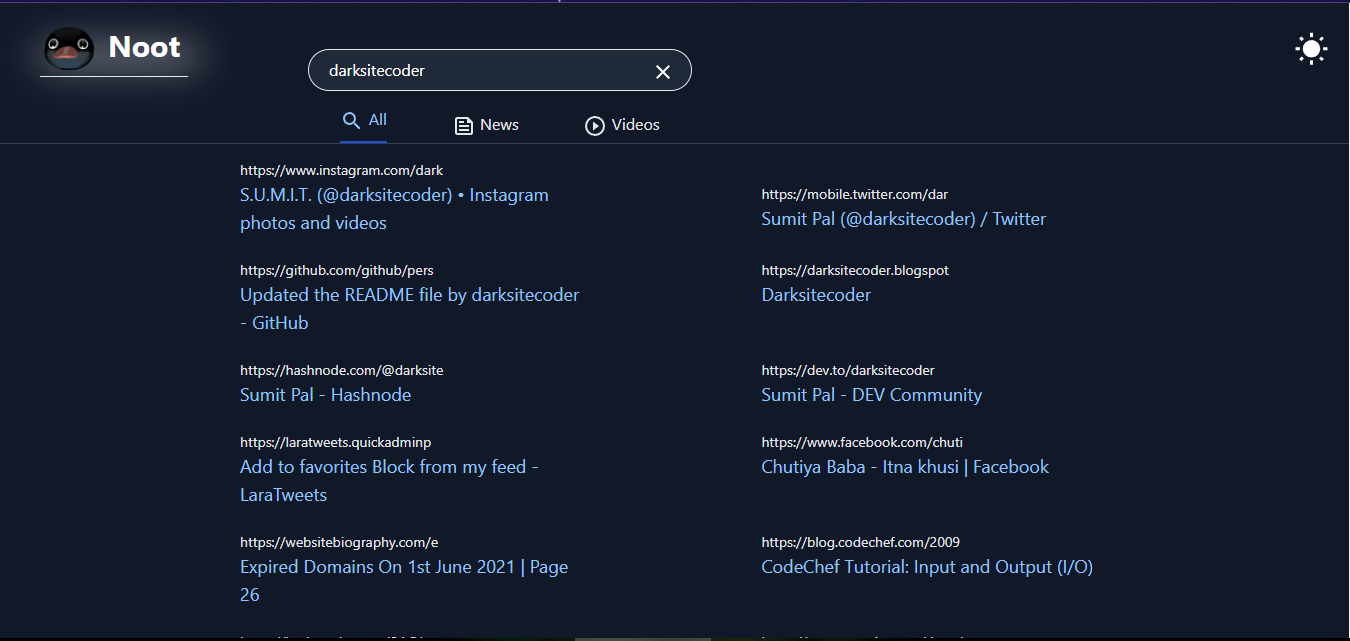 Noot
darksitecoder
All
News
Videos
https://www.instagram.com/dark
S.U.M.I.T. (@darksitecoder) • Instagram
photos and videos
https://mobile.twitter.com/dar
Sumit Pal (@darksitecoder) / Twitter
https://github.com/github/pers
Updated the README file by darksitecoder
- GitHub
https://darksitecoder.blogspot
Darksitecoder
https://hashnode.com/@darksite
Sumit Pal - Hashnode
https://dev.to/darksitecoder
Sumit Pal - DEV Community
https://laratweets.quickadminp
Add to favorites Block from my feed -
LaraTweets
https://www.facebook.com/chuti
Chutiya Baba - Itna khusi | Facebook
https://websitebiography.com/e
Expired Domains On 1st June 2021 | Page
26
https://blog.codechef.com/2009
CodeChef Tutorial: Input and Output (I/O)